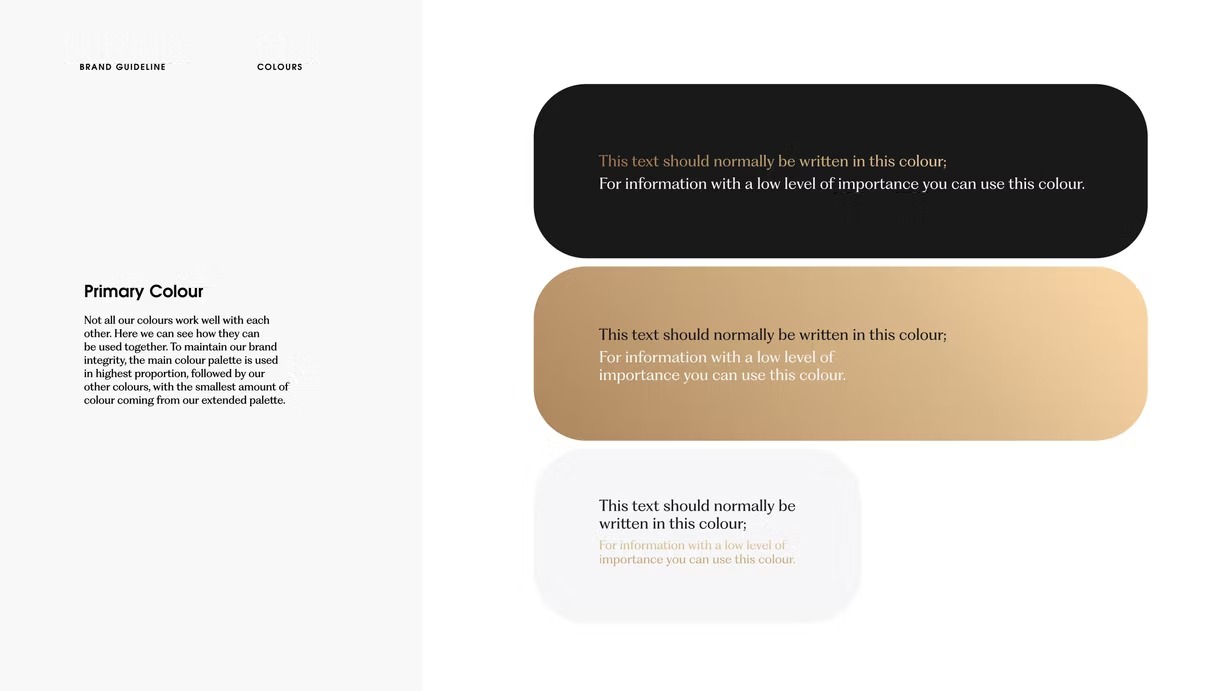 BRAND GUIDELINE
COLOURS
Primary Colour
Not all our colours work well with each
other. Here we can see how they can
be used together. To maintain our brand
integrity, the main colour palette is used
in highest proportion, followed by our
other colours, with the smallest amount of
colour coming from our extended palette.
This text should normally be written in this colour;
For information with a low level of importance you can use this colour.
This text should normally be written in this colour;
For information with a low level of
importance you can use this colour.
This text should normally be
written in this colour;
For information with a low level of
importance you can use this colour.